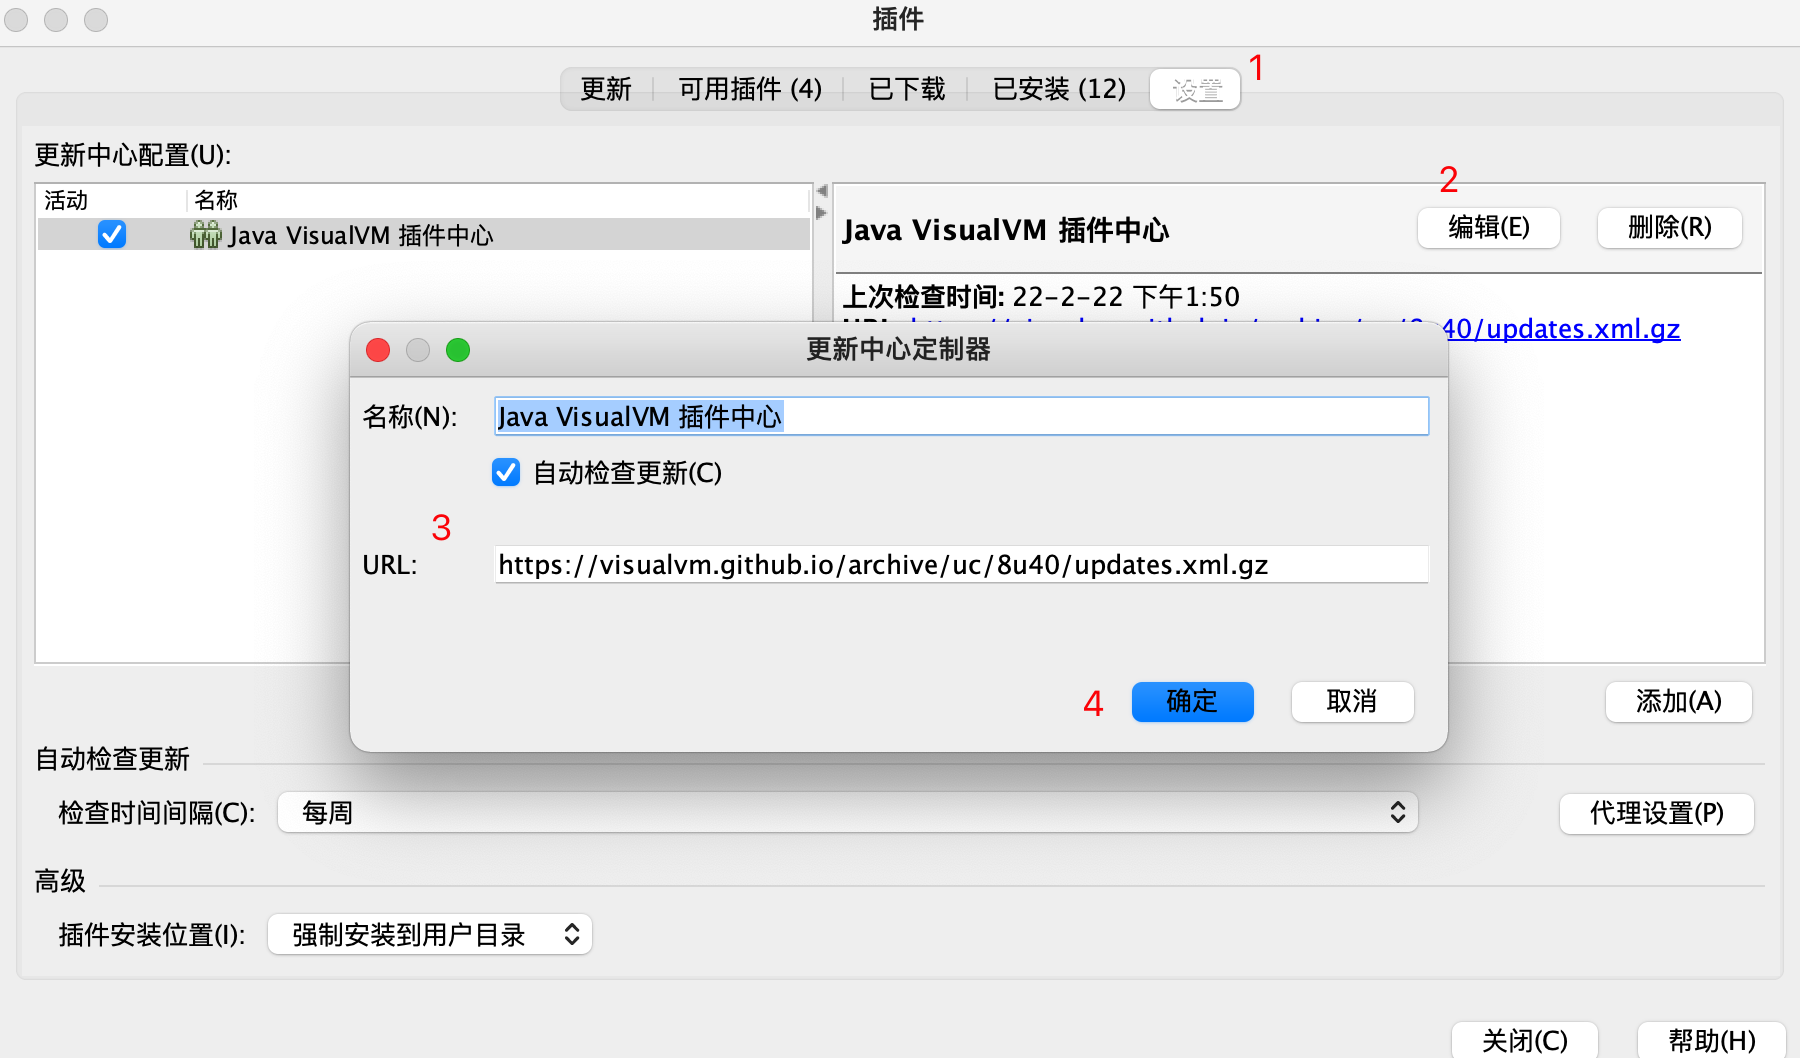 插件
更新 可用插件 (4) 已下载 已安装 (12) 设置 1
更新中心配置(U):
活动 名称
Java VisualVM 插件中心
Java VisualVM 插件中心
2
编辑(E) 删除(R)
上次检查时间: 22-2-22 下午1:50
40/updates.xml.gz
更新中心定制器
名称(N): Java VisualVM 插件中心
自动检查更新(C)
3
URL: https://visualvm.github.io/archive/uc/8u40/updates.xml.gz
4 确定 取消
添加(A)
自动检查更新
检查时间间隔(C): 每周 代理设置(P)
高级
插件安装位置(I): 强制安装到用户目录
关闭(C) 帮助(H)